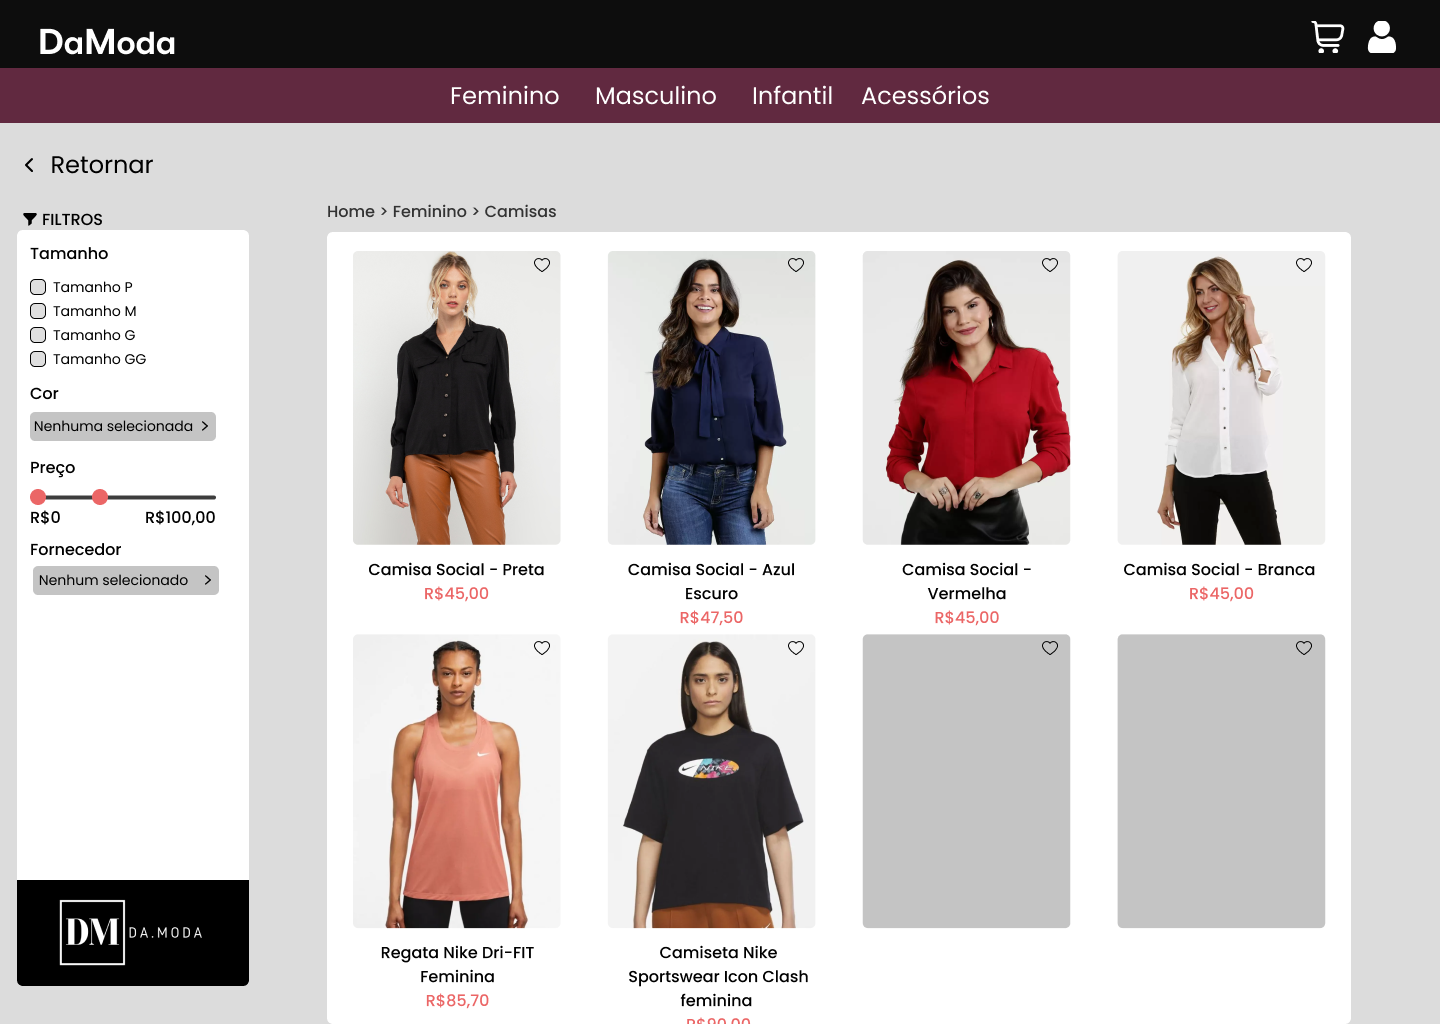 DaModa
Feminino Masculino Infantil Acessórios
Retornar
FILTROS
Tamanho
Tamanho P
Tamanho M
Tamanho G
Tamanho GG
Cor
Nenhuma selecionada
Preço
R$0 R$100,00
Fornecedor
Nenhum selecionado
DM DA.MODA
Home > Feminino > Camisas
Camisa Social - Preta
R$45,00
Camisa Social - Azul
Escuro
R$47,50
Camisa Social -
Vermelha
R$45,00
Camisa Social - Branca
R$45,00
NIKE
Regata Nike Dri-FIT
Feminina
R$85,70
Camiseta Nike
Sportswear Icon Clash
feminina
R$90,00